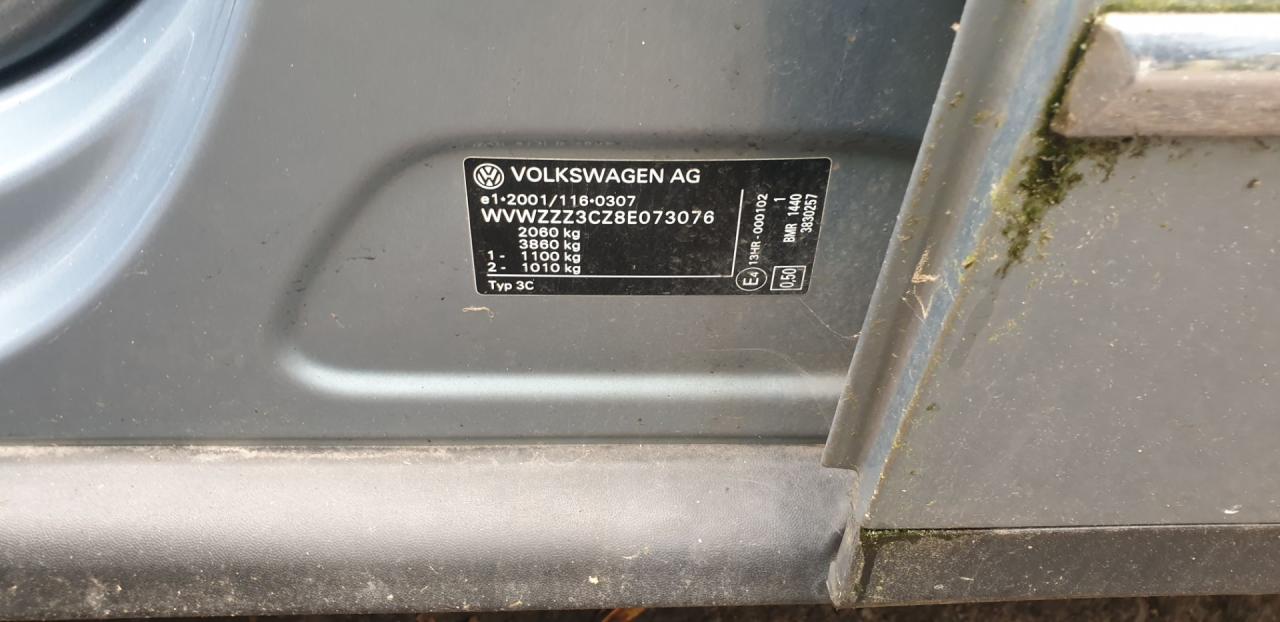 VOLKSWAGEN AG
e1*2001/116*0307
WVWZZZ3CZ8E073076
2060 kg
3860 kg
1- 1100 kg
2- 1010 kg
Typ 3C
E4 13HR-000102
0,50
1
BMR 1440
3830257